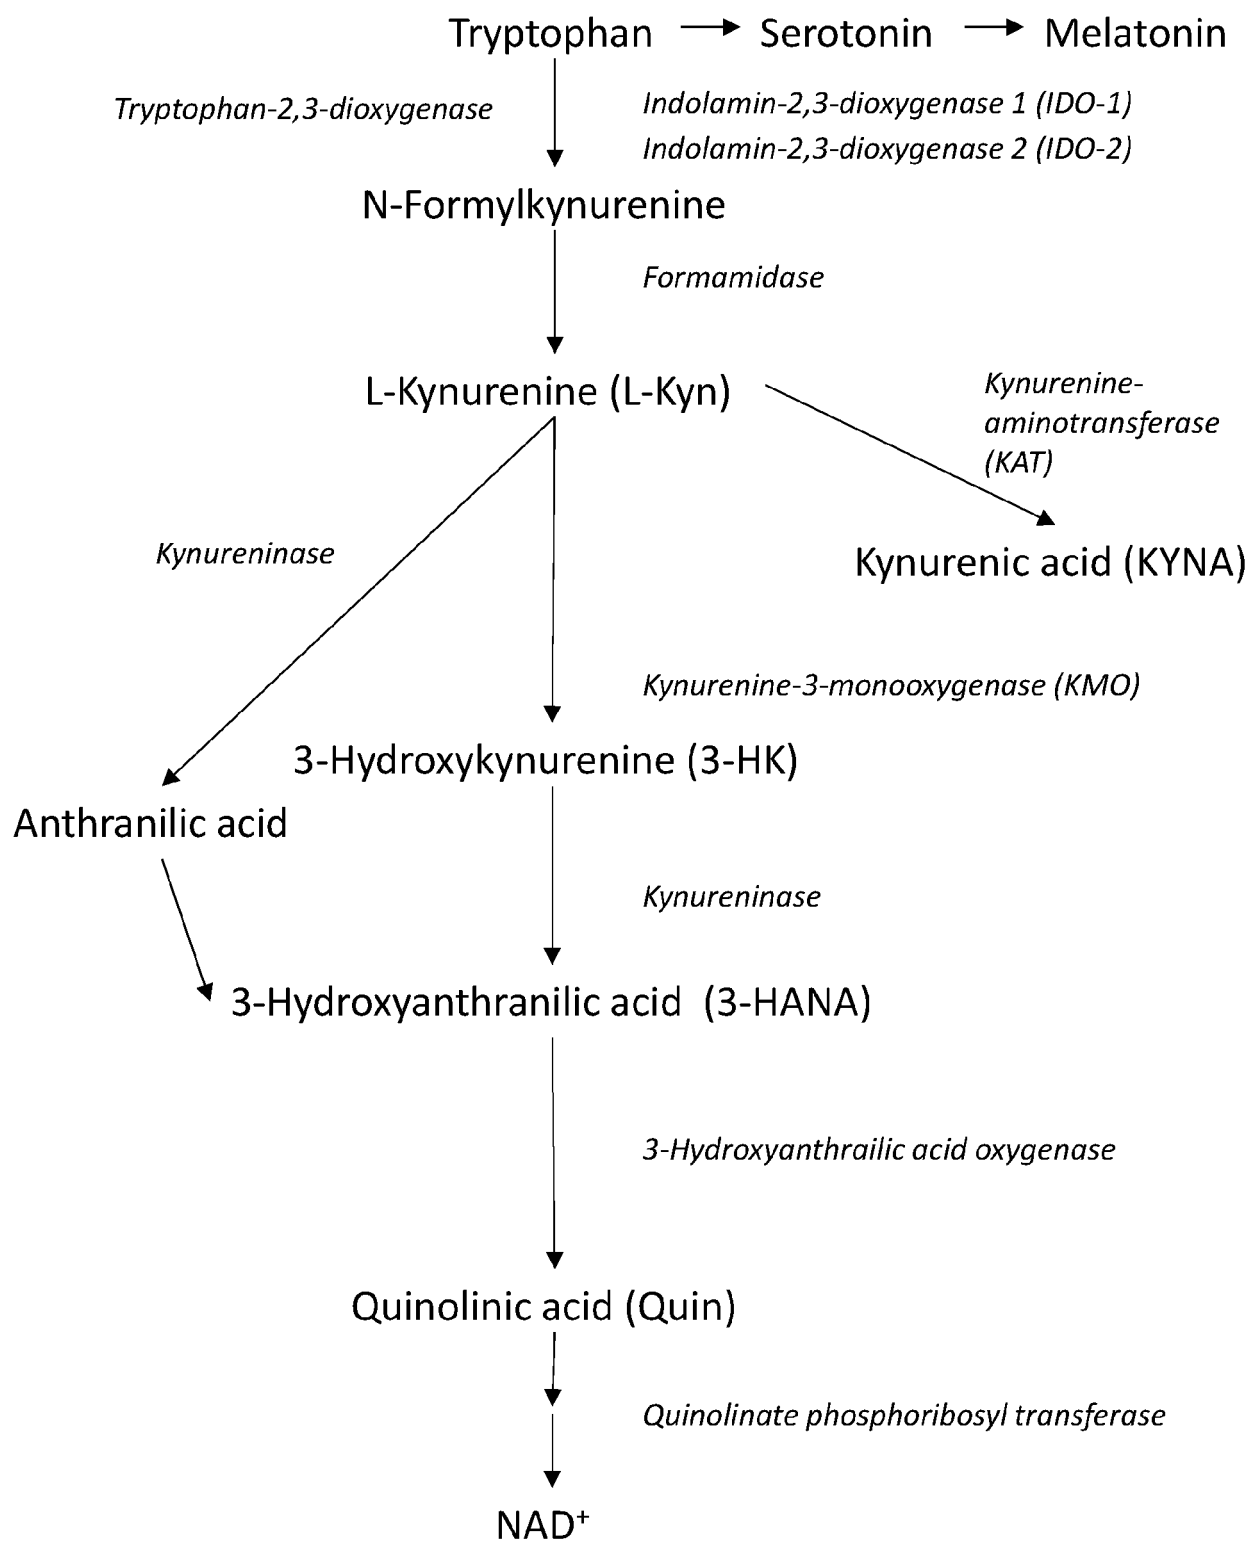 Tryptophan Serotonin Melatonin
Tryptophan-2,3-dioxygenase
Indolamin-2,3-dioxygenase 1 (IDO-1)
Indolamin-2,3-dioxygenase 2 (IDO-2)
N-Formylkynurenine
Formamidase
L-Kynurenine (L-Kyn)
Kynurenine-
aminotransferase
(KAT)
Kynureninase
Kynurenic acid (KYNA)
Kynurenine-3-monooxygenase (KMO)
3-Hydroxykynurenine (3-HK)
Anthranilic acid
Kynureninase
3-Hydroxyanthranilic acid (3-HANA)
3-Hydroxyanthrailic acid oxygenase
Quinolinic acid (Quin)
Quinolinate phosphoribosyl transferase
NAD⁺